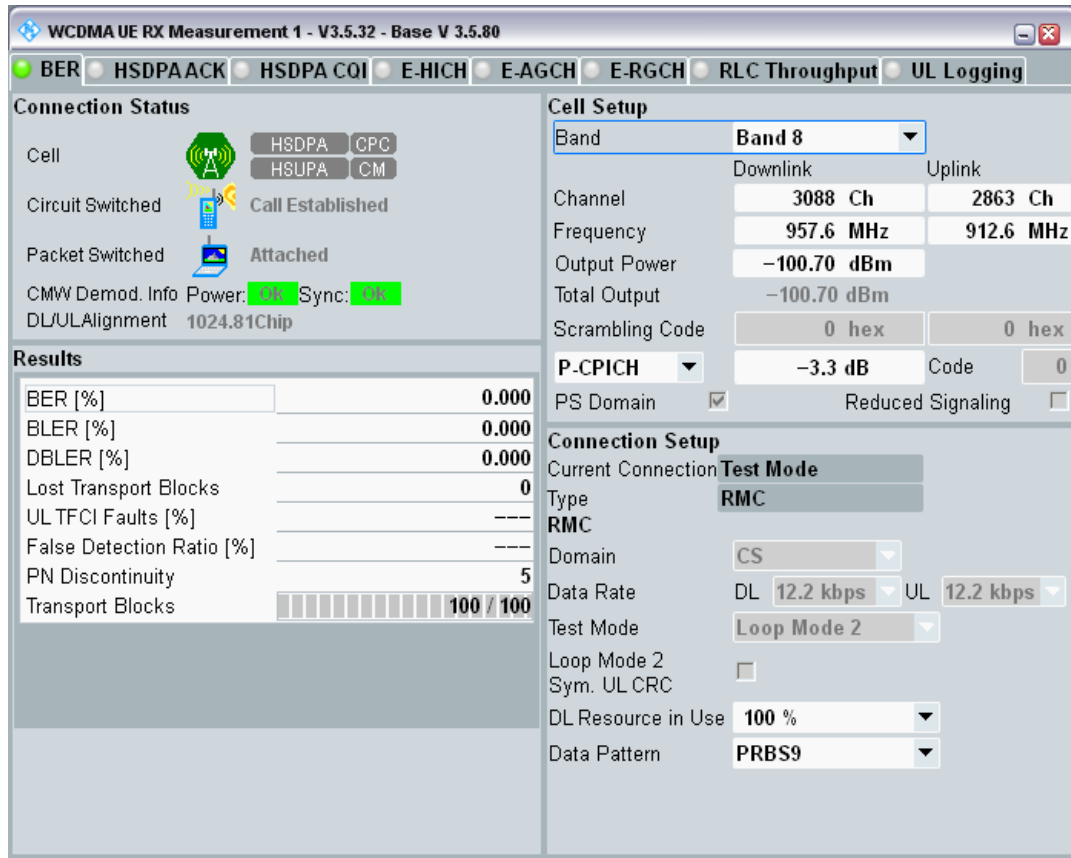 WCDMA UE RX Measurement 1 - V3.5.32 - Base V 3.5.80
BER HSDPA ACK HSDPA CQI E-HICH E-AGCH E-RGCH RLC Throughput UL Logging
Connection Status
Cell HSDPA CPC
HSUPA CM
Circuit Switched Call Established
Packet Switched Attached
CMW Demod. Info Power: Ok Sync: Ok
DL/ULAlignment 1024.81Chip
Results
BER [%] 0.000
BLER [%] 0.000
DBLER [%] 0.000
Lost Transport Blocks 0
UL TFCI Faults [%] ---
False Detection Ratio [%] ---
PN Discontinuity 5
Transport Blocks 100 / 100
Cell Setup
Band Band 8
Downlink Uplink
Channel 3088 Ch 2863 Ch
Frequency 957.6 MHz 912.6 MHz
Output Power −100.70 dBm
Total Output −100.70 dBm
Scrambling Code 0 hex 0 hex
P-CPICH −3.3 dB Code 0
PS Domain Reduced Signaling
Connection Setup
Current Connection Test Mode
Type RMC
RMC
Domain CS
Data Rate DL 12.2 kbps UL 12.2 kbps
Test Mode Loop Mode 2
Loop Mode 2
Sym. UL CRC
DL Resource in Use 100 %
Data Pattern PRBS9